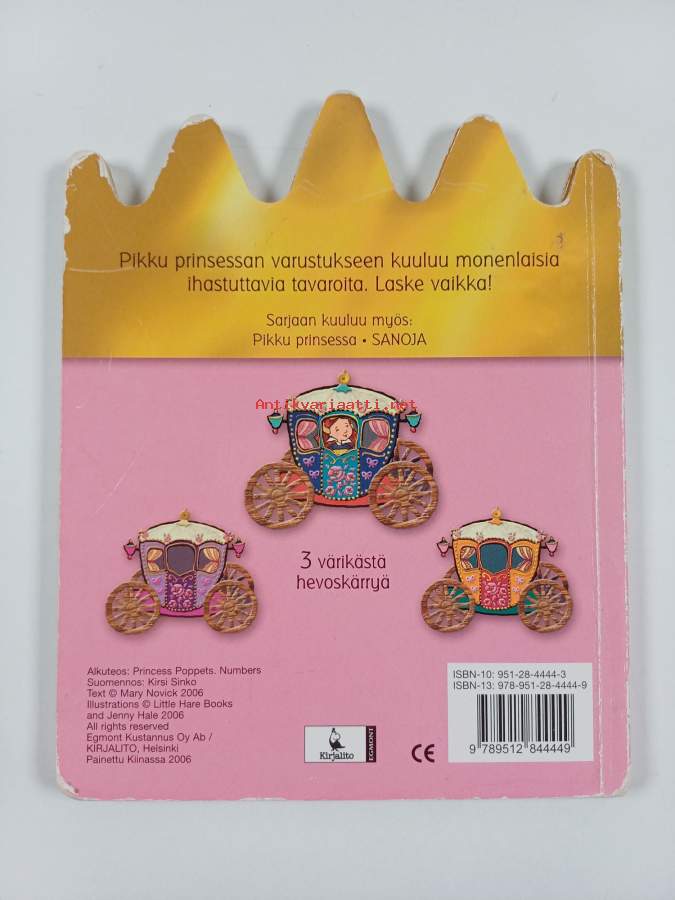 Pikku prinsessan varustukseen kuuluu monenlaisia
ihastuttavia tavaroita. Laske vaikka!
Sarjaan kuuluu myös:
Pikku prinsessa • SANOJA
Antikvariaatti.net
3 värikästä
hevoskärryä
Alkuteos: Princess Poppets. Numbers
Suomennos: Kirsi Sinko
Text © Mary Novick 2006
Illustrations © Little Hare Books
and Jenny Hale 2006
All rights reserved
Egmont Kustannus Oy Ab /
KIRJALITO, Helsinki
Painettu Kiinassa 2006
Kirjalito
EGMONT
CE
ISBN-10: 951-28-4444-3
ISBN-13: 978-951-28-4444-9
9 789512 844449